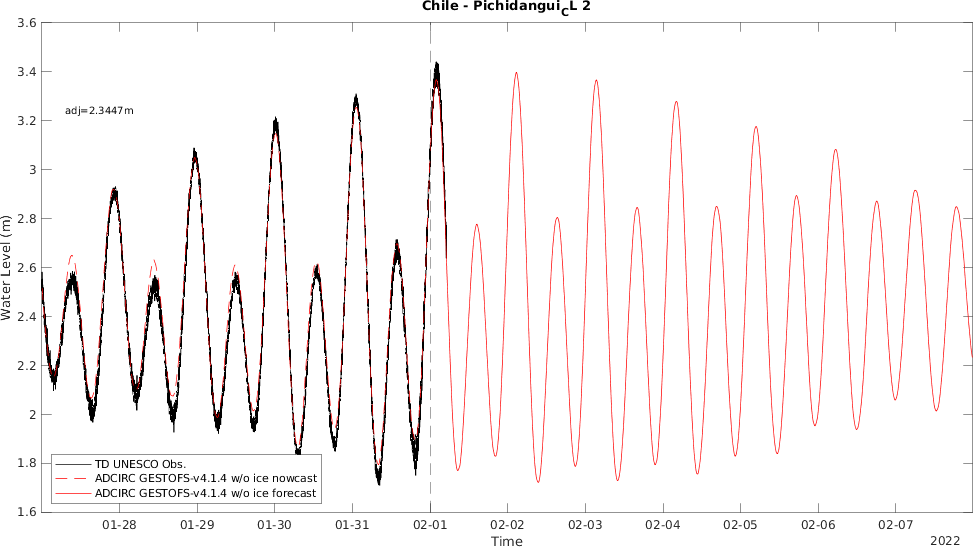 Chile - PichidanguiCL 2
3.6
3.4
3.2
3
2.8
2.6
2.4
2.2
2
1.8
1.6
Water Level (m)
adj=2.3447m
TD UNESCO Obs.
ADCIRC GESTOFS-v4.1.4 w/o ice nowcast
ADCIRC GESTOFS-v4.1.4 w/o ice forecast
01-28 01-29 01-30 01-31 02-01 02-02 02-03 02-04 02-05 02-06 02-07
Time
2022